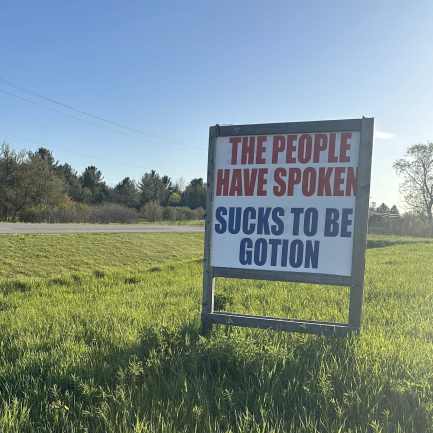 THE PEOPLE
HAVE SPOKEN
SUCKS TO BE
GOTION